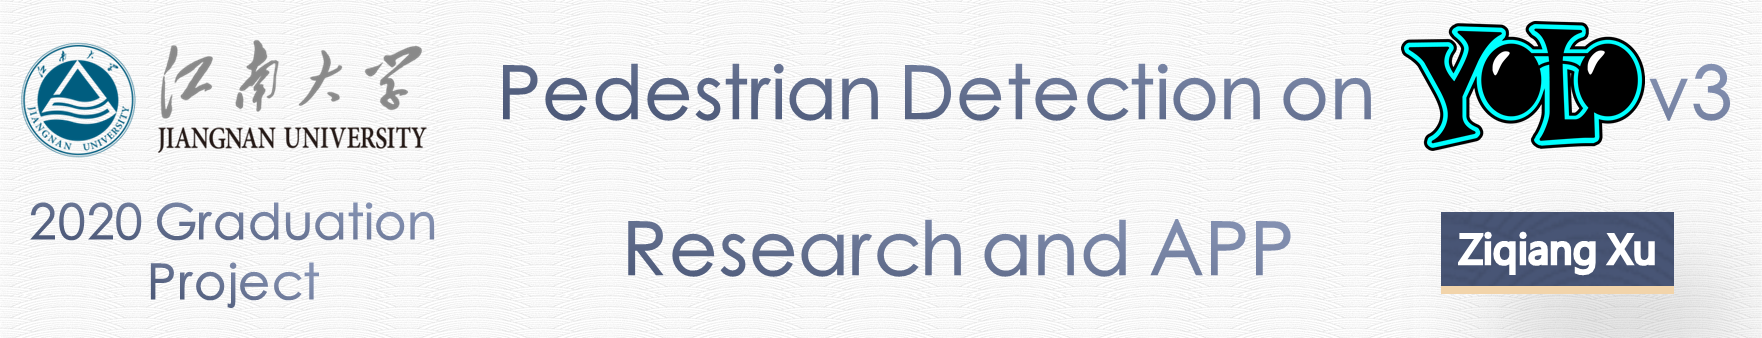 江南大学
JIANGNAN UNIVERSITY
江南大学
JIANGNAN UNIVERSITY
Pedestrian Detection on YOLO v3
2020 Graduation
Project
Research and APP
Ziqiang Xu